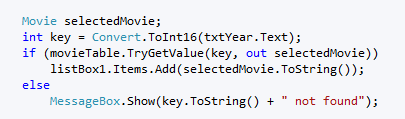 Movie selectedMovie;
int key = Convert.ToInt16(txtYear.Text);
if (movieTable.TryGetValue(key, out selectedMovie))
    listBox1.Items.Add(selectedMovie.ToString());
else
    MessageBox.Show(key.ToString() + " not found");